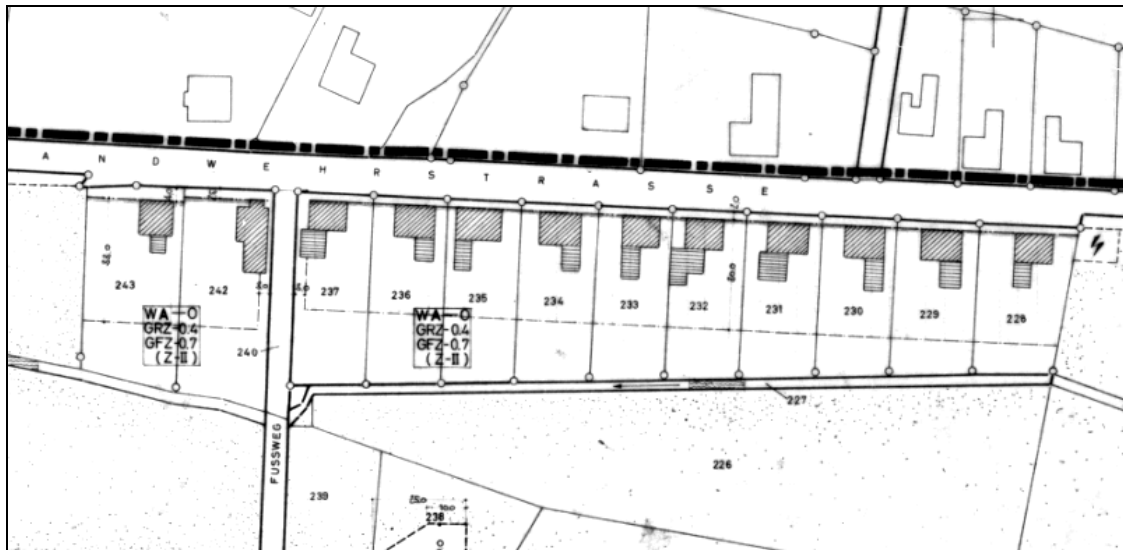 ANDWEHRSTRASSE
243
242
237
236
235
234
233
232
231
230
229
228
WA-O
GRZ-0.4
GFZ-0.7
(Z-II)
240
WA-O
GRZ-0.4
GFZ-0.7
(Z-II)
227
226
FUSSWEG
239
238